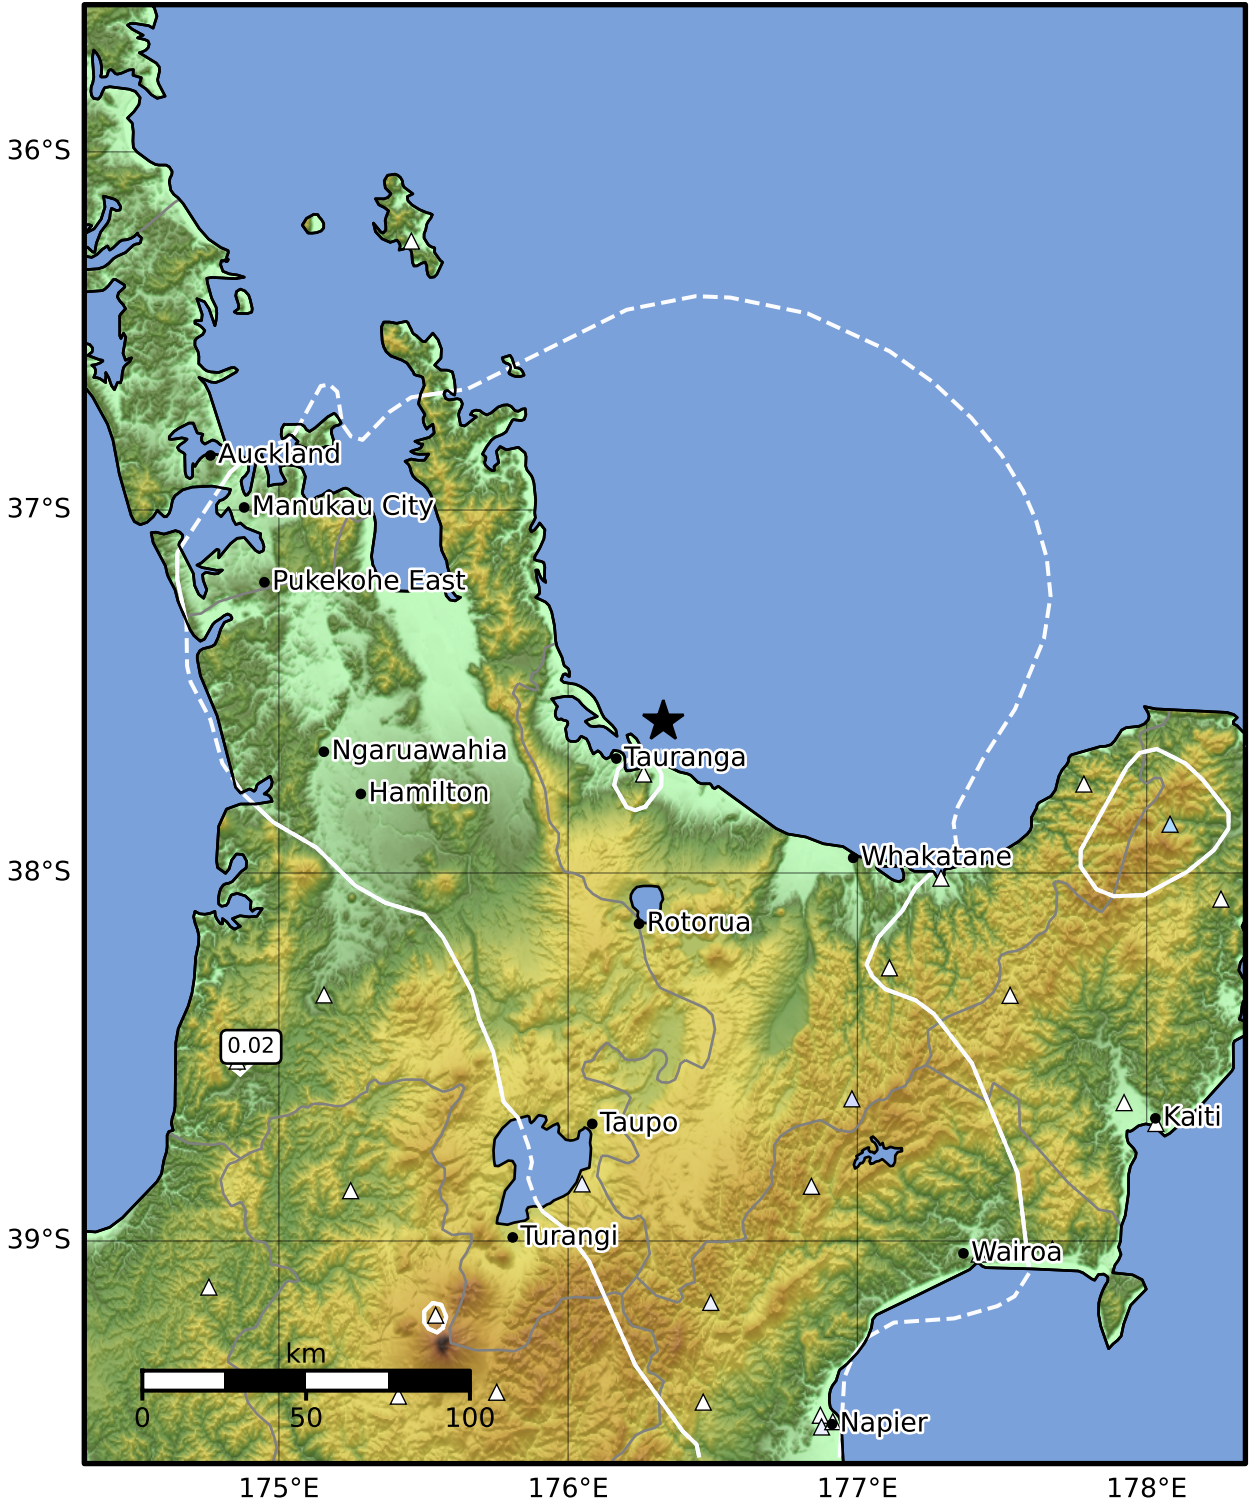 36°S
Auckland
37°S
Manukau City
Pukekohe East
Ngaruawahia
Tauranga
Hamilton
Whakatane
38°S
Rotorua
0.02
Taupo
Kaiti
39°S
Turangi
Wairoa
km
0 50 100
Napier
175°E 176°E 177°E 178°E